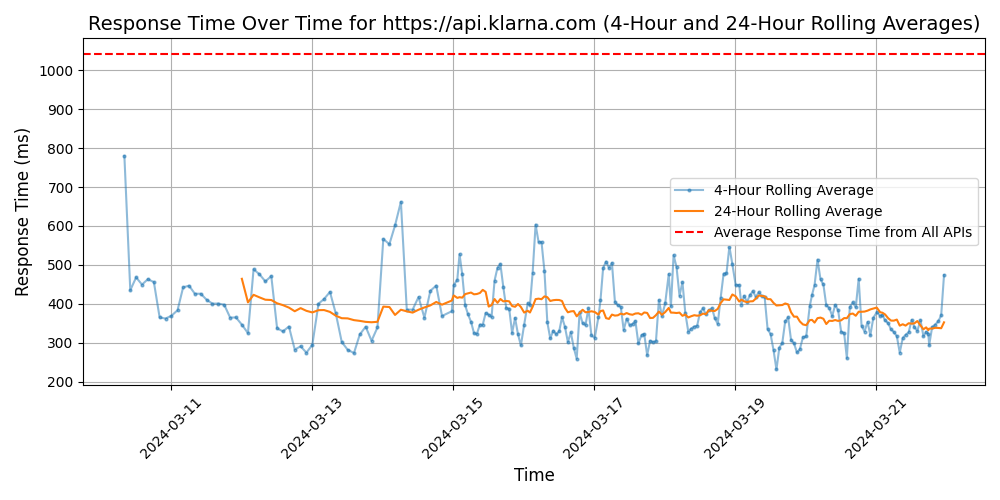 Response Time Over Time for https://api.klarna.com (4-Hour and 24-Hour Rolling Averages)
Response Time (ms)
1000
900
800
700
600
500
400
300
200
4-Hour Rolling Average
24-Hour Rolling Average
Average Response Time from All APIs
2024-03-11
2024-03-13
2024-03-15
2024-03-17
2024-03-19
2024-03-21
Time